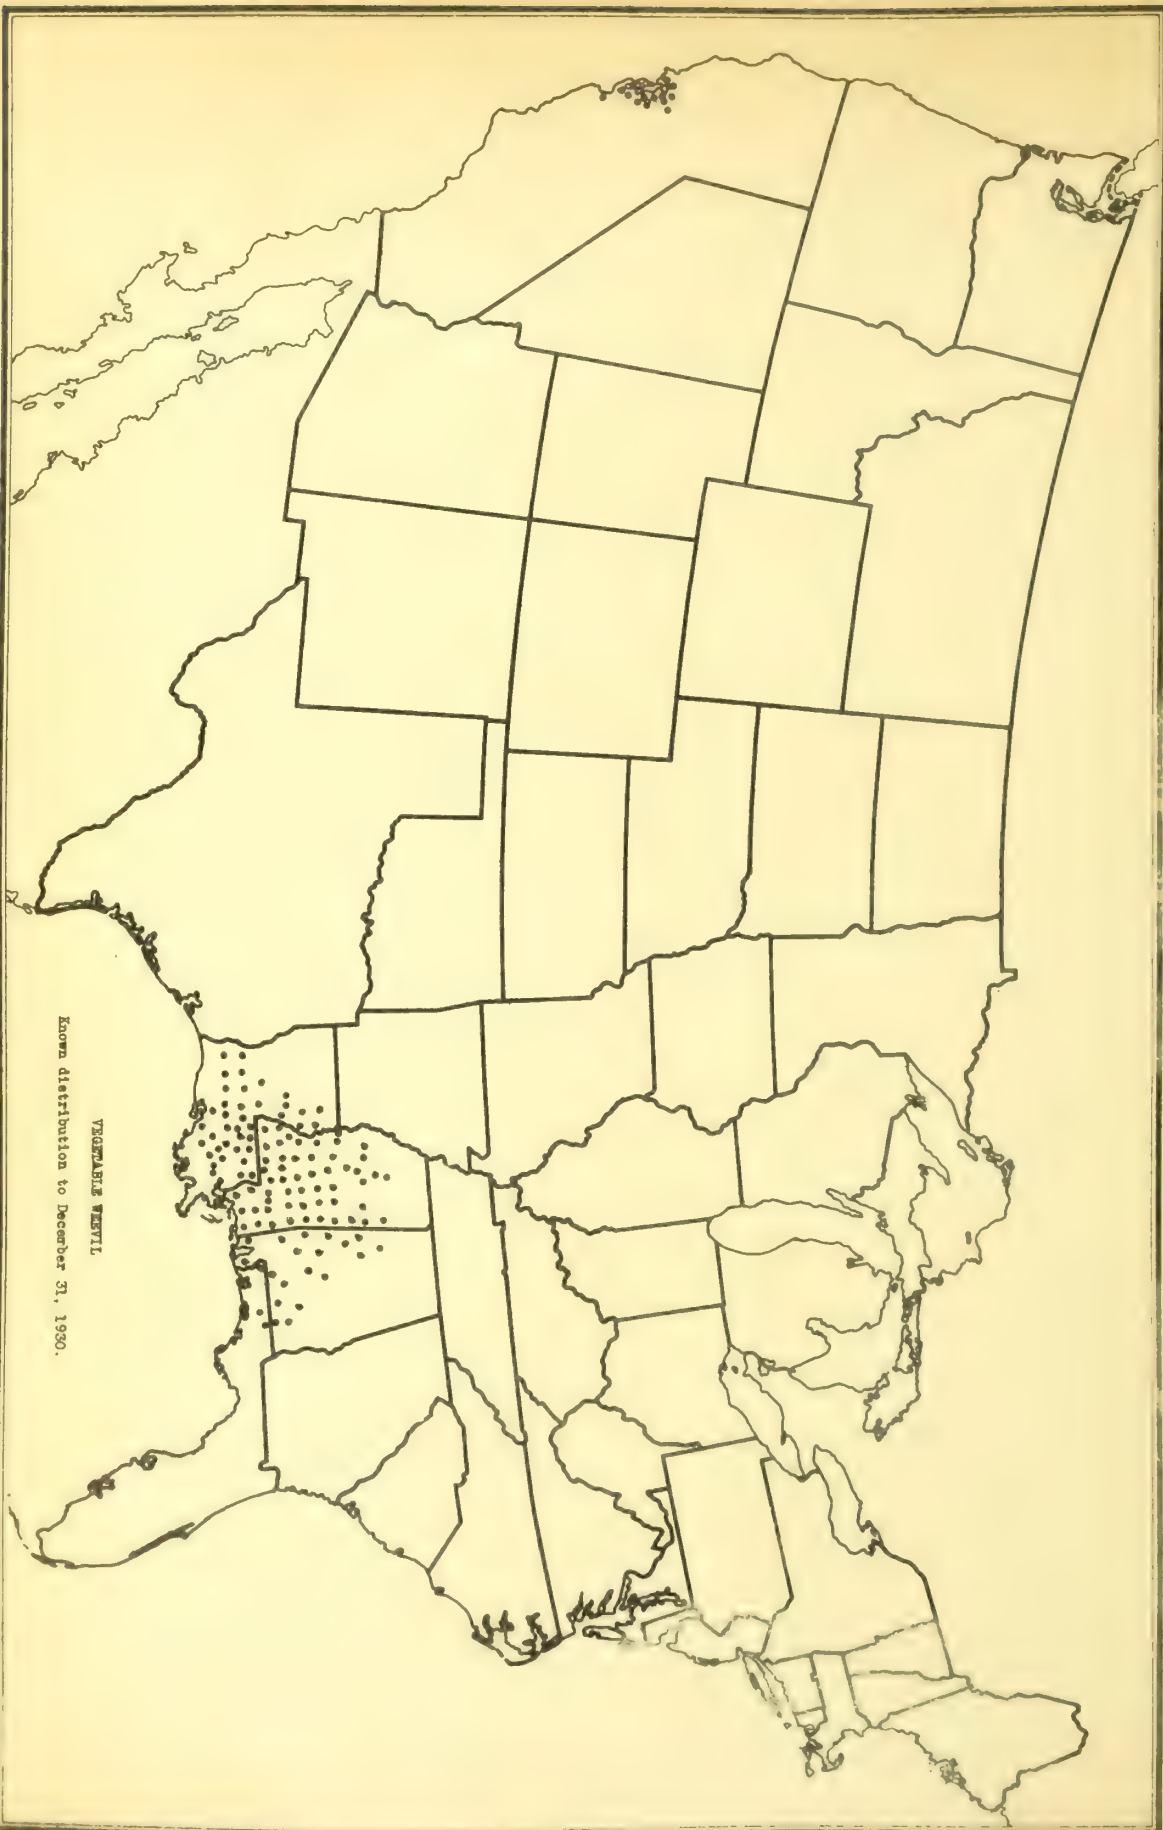 VEGETABLE WEEVIL
Known distribution to December 31, 1930.